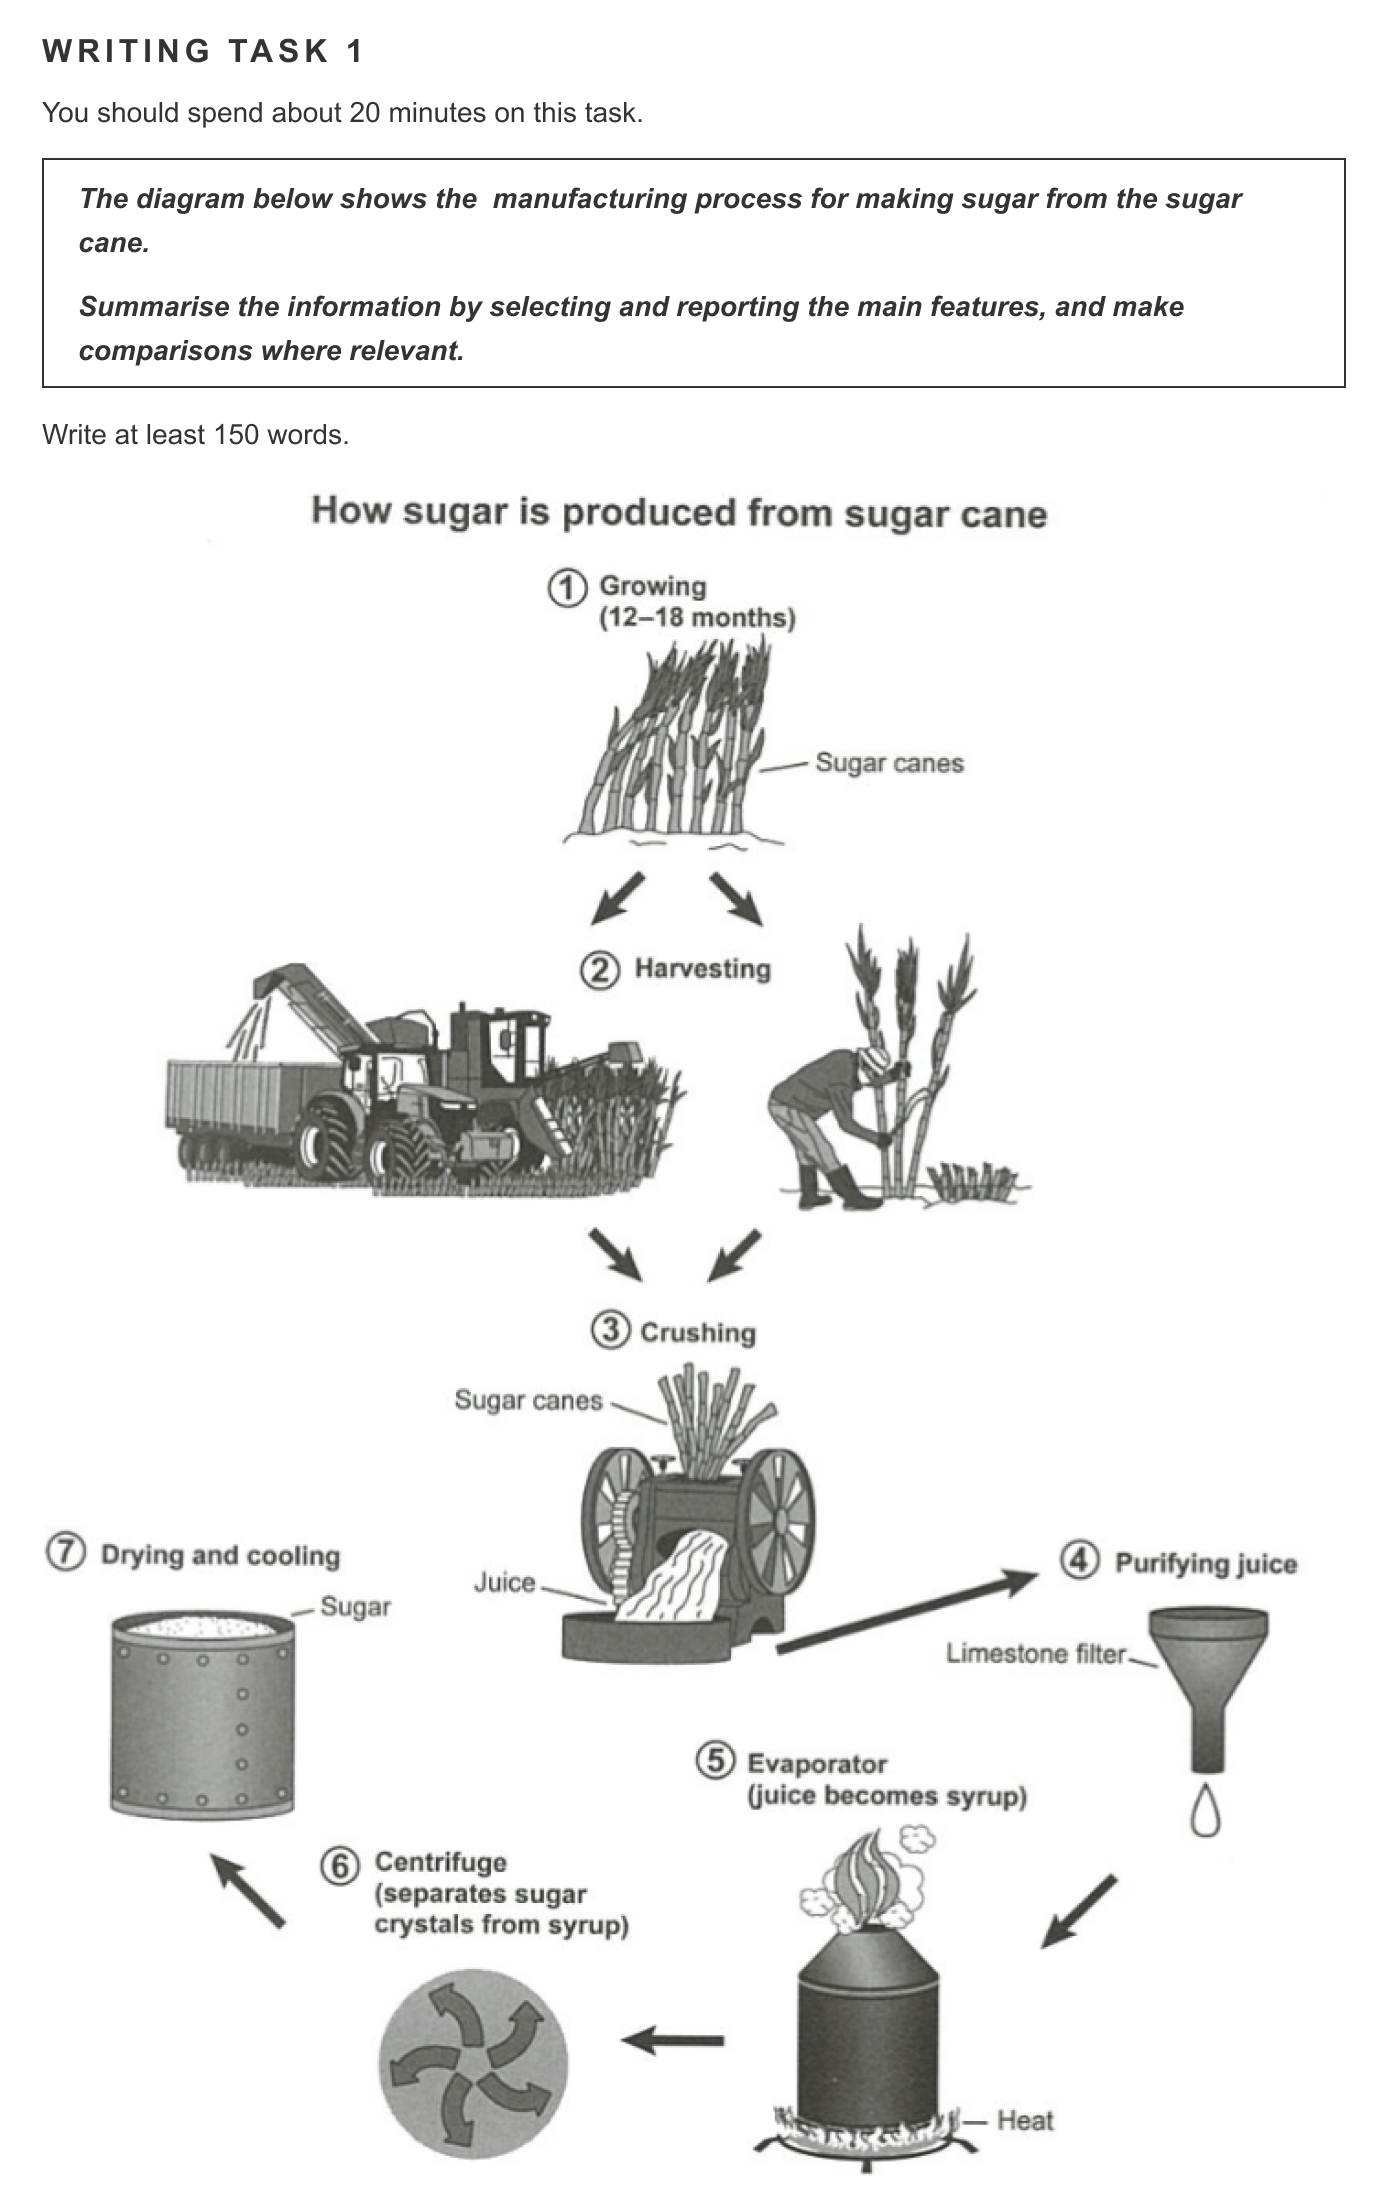 WRITING TASK 1
You should spend about 20 minutes on this task.
The diagram below shows the manufacturing process for making sugar from the sugar
cane.
Summarise the information by selecting and reporting the main features, and make
comparisons where relevant.
Write at least 150 words.
How sugar is produced from sugar cane
1 Growing
(12–18 months)
Sugar canes
2 Harvesting
3 Crushing
Sugar canes
Juice
4 Purifying juice
Limestone filter
5 Evaporator
(juice becomes syrup)
Heat
6 Centrifuge
(separates sugar
crystals from syrup)
7 Drying and cooling
Sugar